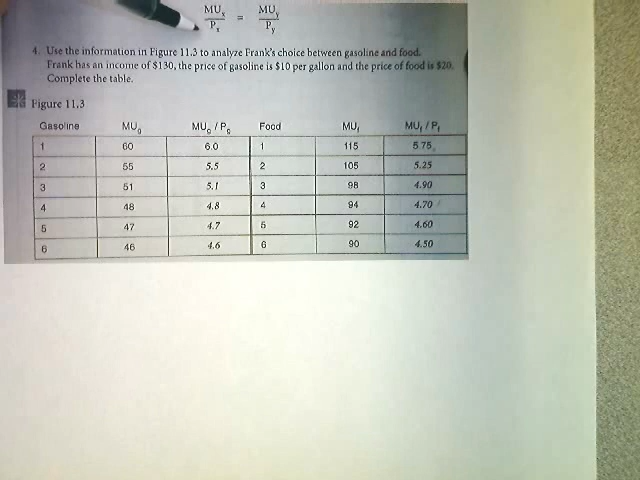 MUₓ = MUᵧ
Pₓ Pᵧ
4. Use the information in Figure 11.3 to analyze Frank's choice between gasoline and food.
Frank has an income of $130, the price of gasoline is $10 per gallon and the price of food is $20.
Complete the table.
Figure 11.3
Gasoline MUg MUg / Pg Food MUf MUf / Pf
1 60 6.0 1 115 5.75
2 55 5.5 2 105 5.25
3 51 5.1 3 98 4.90
4 48 4.8 4 94 4.70
5 47 4.7 5 92 4.60
6 46 4.6 6 90 4.50